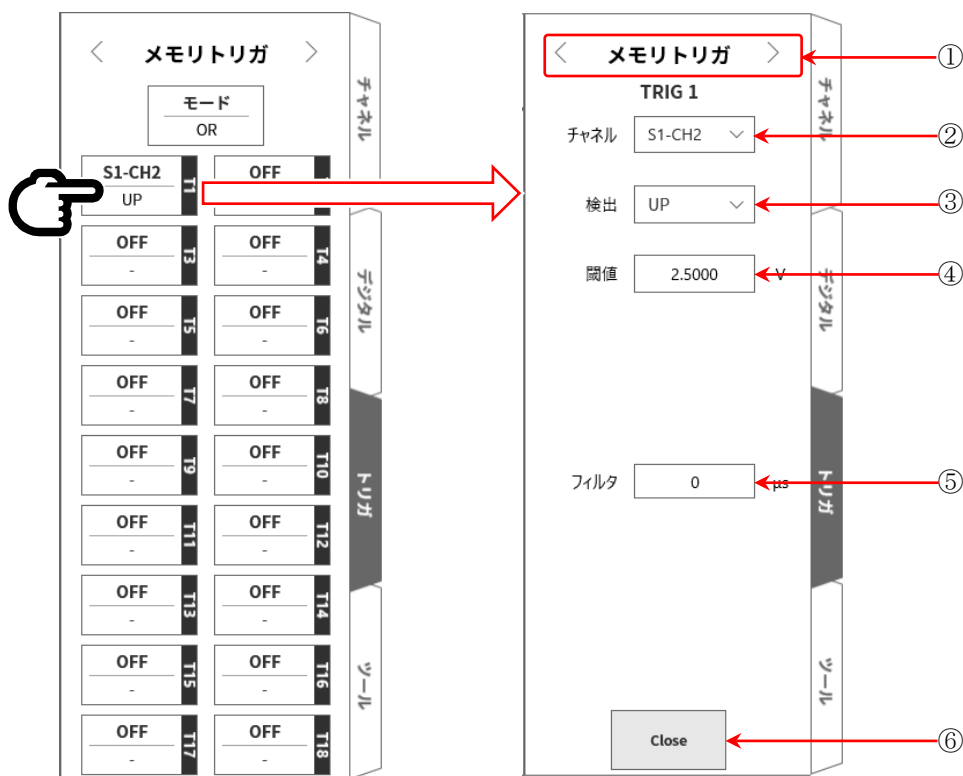 メモリトリガ
モード
OR
S1-CH2
UP
T1
OFF
OFF
-
T3
OFF
-
T4
OFF
-
T5
OFF
-
T6
OFF
-
T7
OFF
-
T8
OFF
-
T9
OFF
-
T10
OFF
-
T11
OFF
-
T12
OFF
-
T13
OFF
-
T14
OFF
-
T15
OFF
-
T16
OFF
-
T17
OFF
-
T18
チャネル
デジタル
トリガ
ツール
メモリトリガ
①
TRIG 1
チャネル S1-CH2
②
検出 UP
③
閾値 2.5000 V
④
フィルタ 0 µs
⑤
Close
⑥
チャネル
デジタル
トリガ
ツール